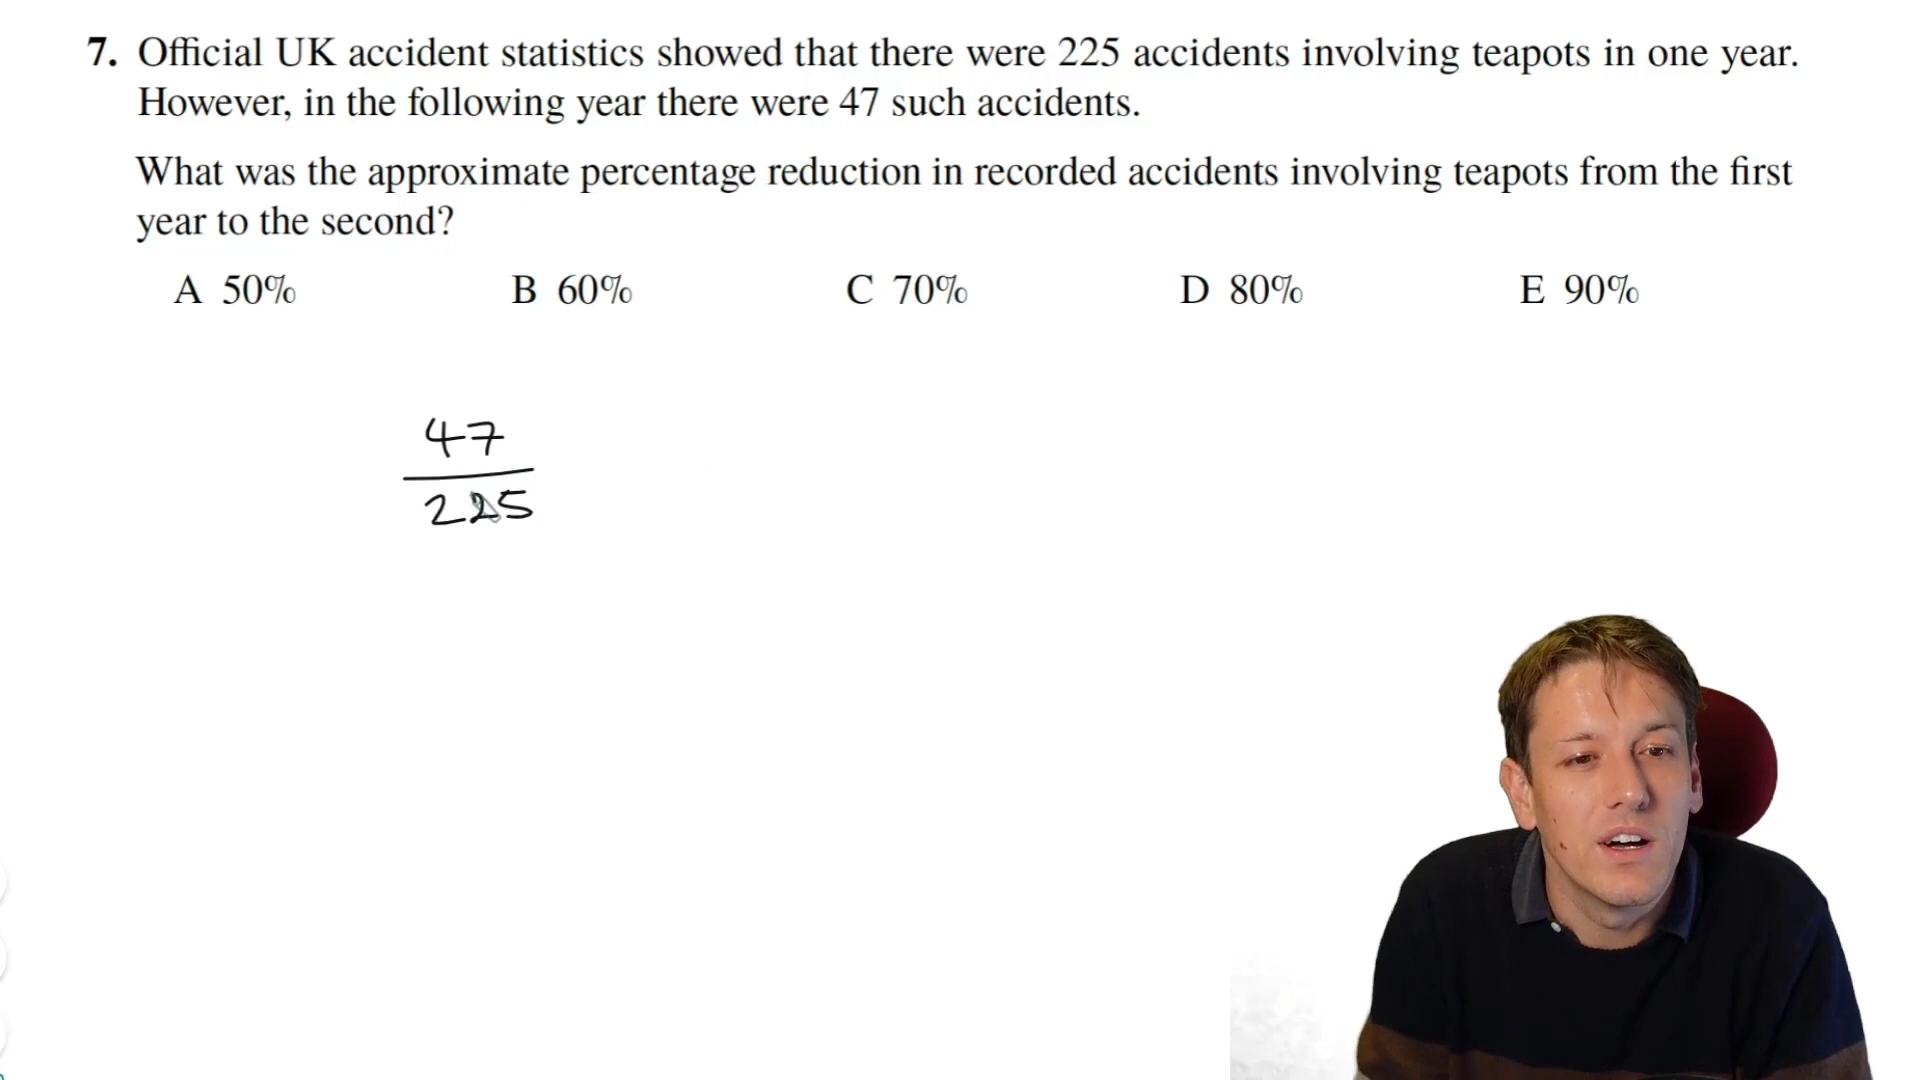 7. Official UK accident statistics showed that there were 225 accidents involving teapots in one year.
However, in the following year there were 47 such accidents.
What was the approximate percentage reduction in recorded accidents involving teapots from the first
year to the second?
A 50% B 60% C 70% D 80% E 90%
47
225